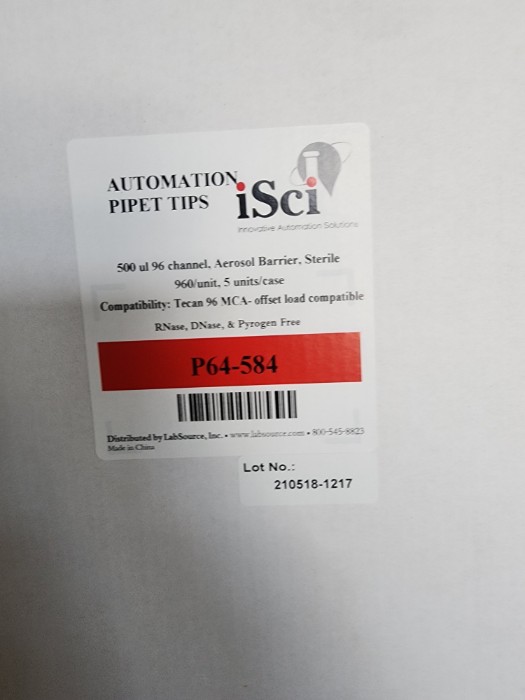 AUTOMATION
PIPET TIPS
iSci
Innovative Automation Solutions
500 ul 96 channel, Aerosol Barrier, Sterile
960/unit, 5 units/case
Compatibility: Tecan 96 MCA- offset load compatible
RNase, DNase, & Pyrogen Free
P64-584
Distributed by LabSource, Inc. • www.labsource.com • 800-545-8823
Made in China
Lot No.:
210518-1217